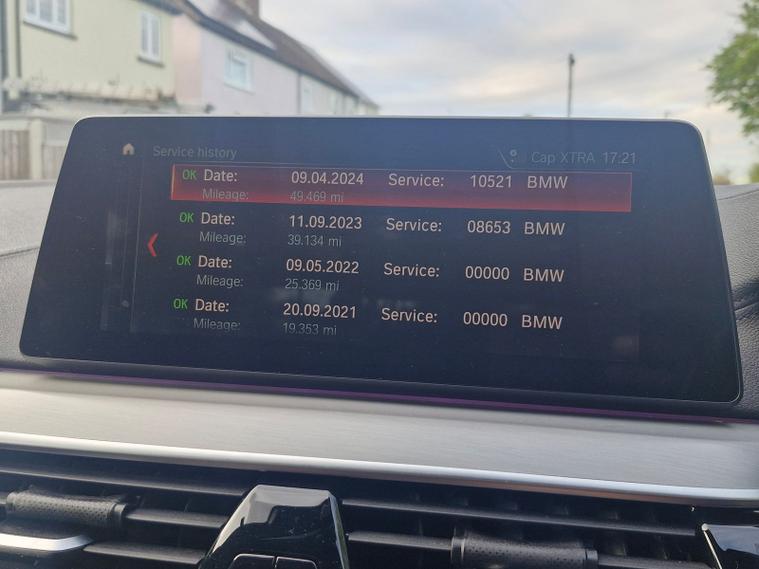 Service history
Cap XTRA 17:21
OK Date: 09.04.2024 Service: 10521 BMW
Mileage: 49.469 mi
OK Date: 11.09.2023 Service: 08653 BMW
Mileage: 39.134 mi
OK Date: 09.05.2022 Service: 00000 BMW
Mileage: 25.369 mi
OK Date: 20.09.2021 Service: 00000 BMW
Mileage: 19.353 mi